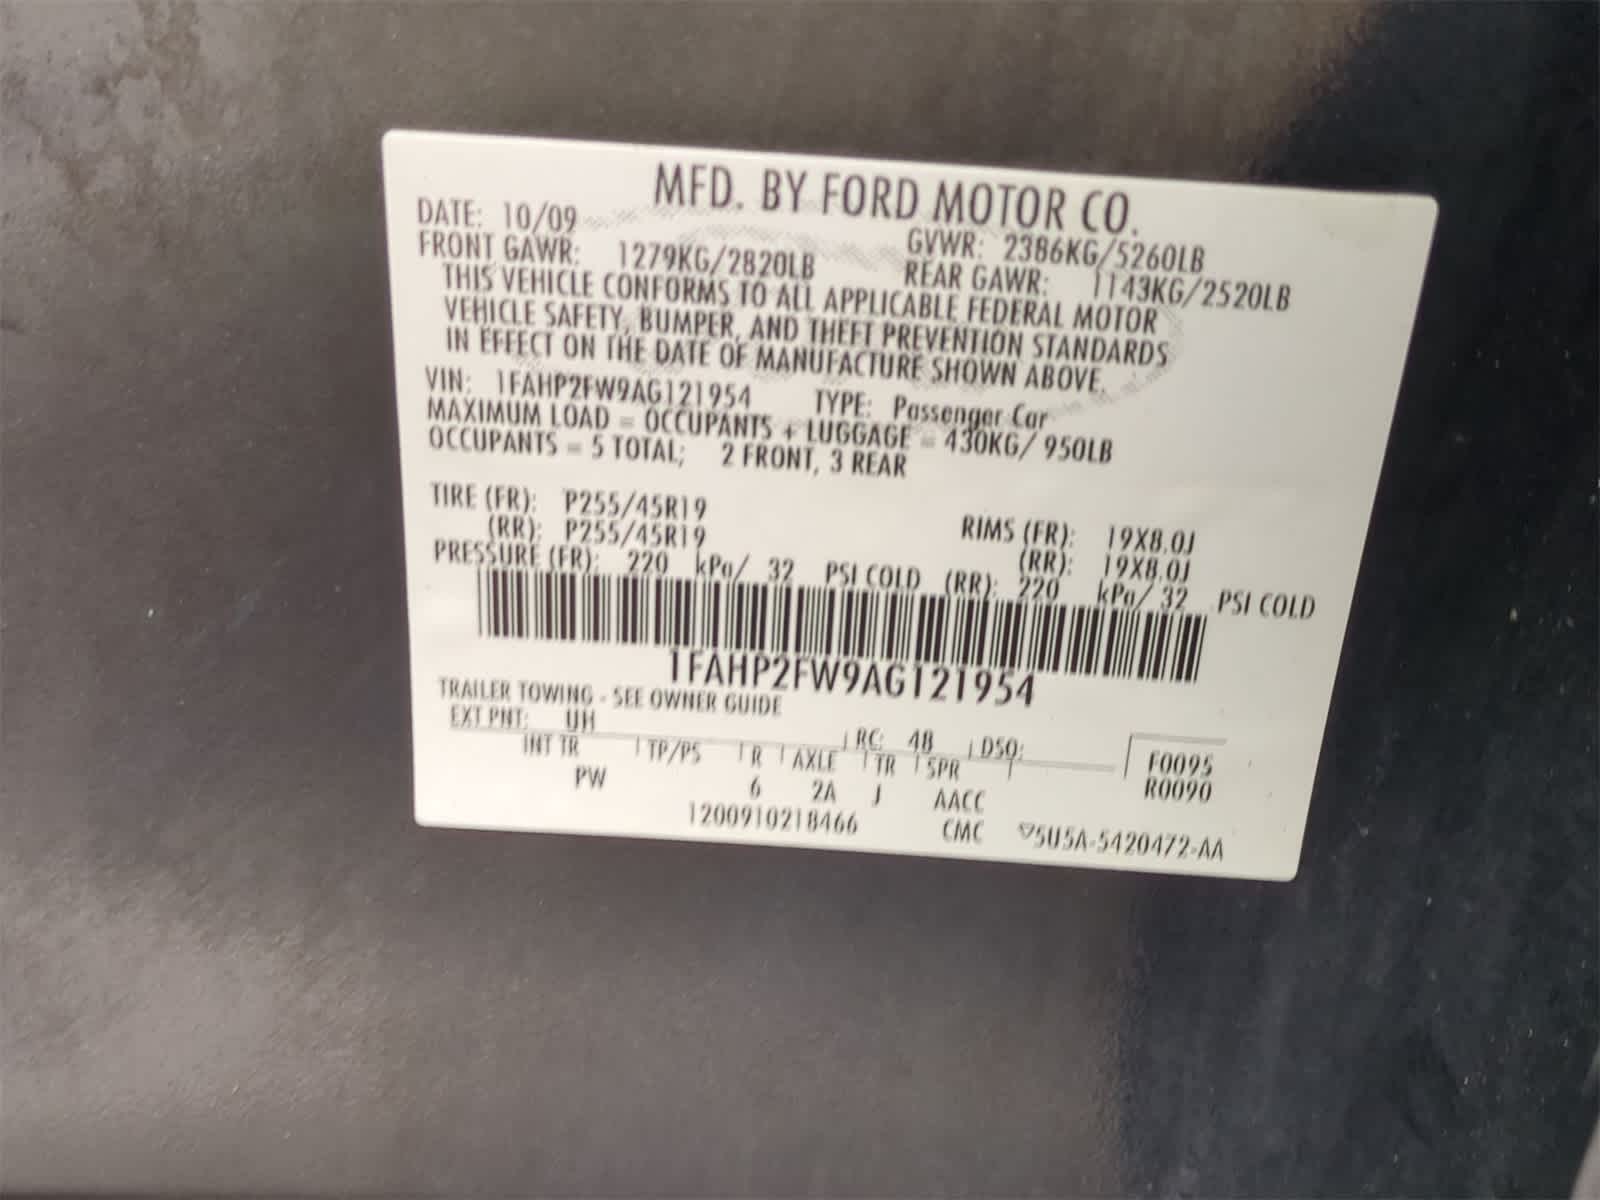 MFD. BY FORD MOTOR CO.
DATE: 10/09 GVWR: 2386KG/5260LB
FRONT GAWR: 1279KG/2820LB REAR GAWR: 1143KG/2520LB
THIS VEHICLE CONFORMS TO ALL APPLICABLE FEDERAL MOTOR
VEHICLE SAFETY, BUMPER, AND THEFT PREVENTION STANDARDS
IN EFFECT ON THE DATE OF MANUFACTURE SHOWN ABOVE.
VIN: 1FAHP2FW9AG121954 TYPE: Passenger Car
MAXIMUM LOAD = OCCUPANTS + LUGGAGE = 430KG/ 950LB
OCCUPANTS = 5 TOTAL; 2 FRONT, 3 REAR
TIRE (FR): P255/45R19 RIMS (FR): 19X8.0J
(RR): P255/45R19 (RR): 19X8.0J
PRESSURE (FR): 220 kPa/ 32 PSI COLD (RR): 220 kPa/ 32 PSI COLD
1FAHP2FW9AG121954
TRAILER TOWING - SEE OWNER GUIDE
EXT PNT: UH RC: 48 DSO: F0095
INT TR TP/PS R AXLE TR SPR R0090
PW 6 2A J AACC
1200910218466 CMC ♡5U5A-5420472-AA